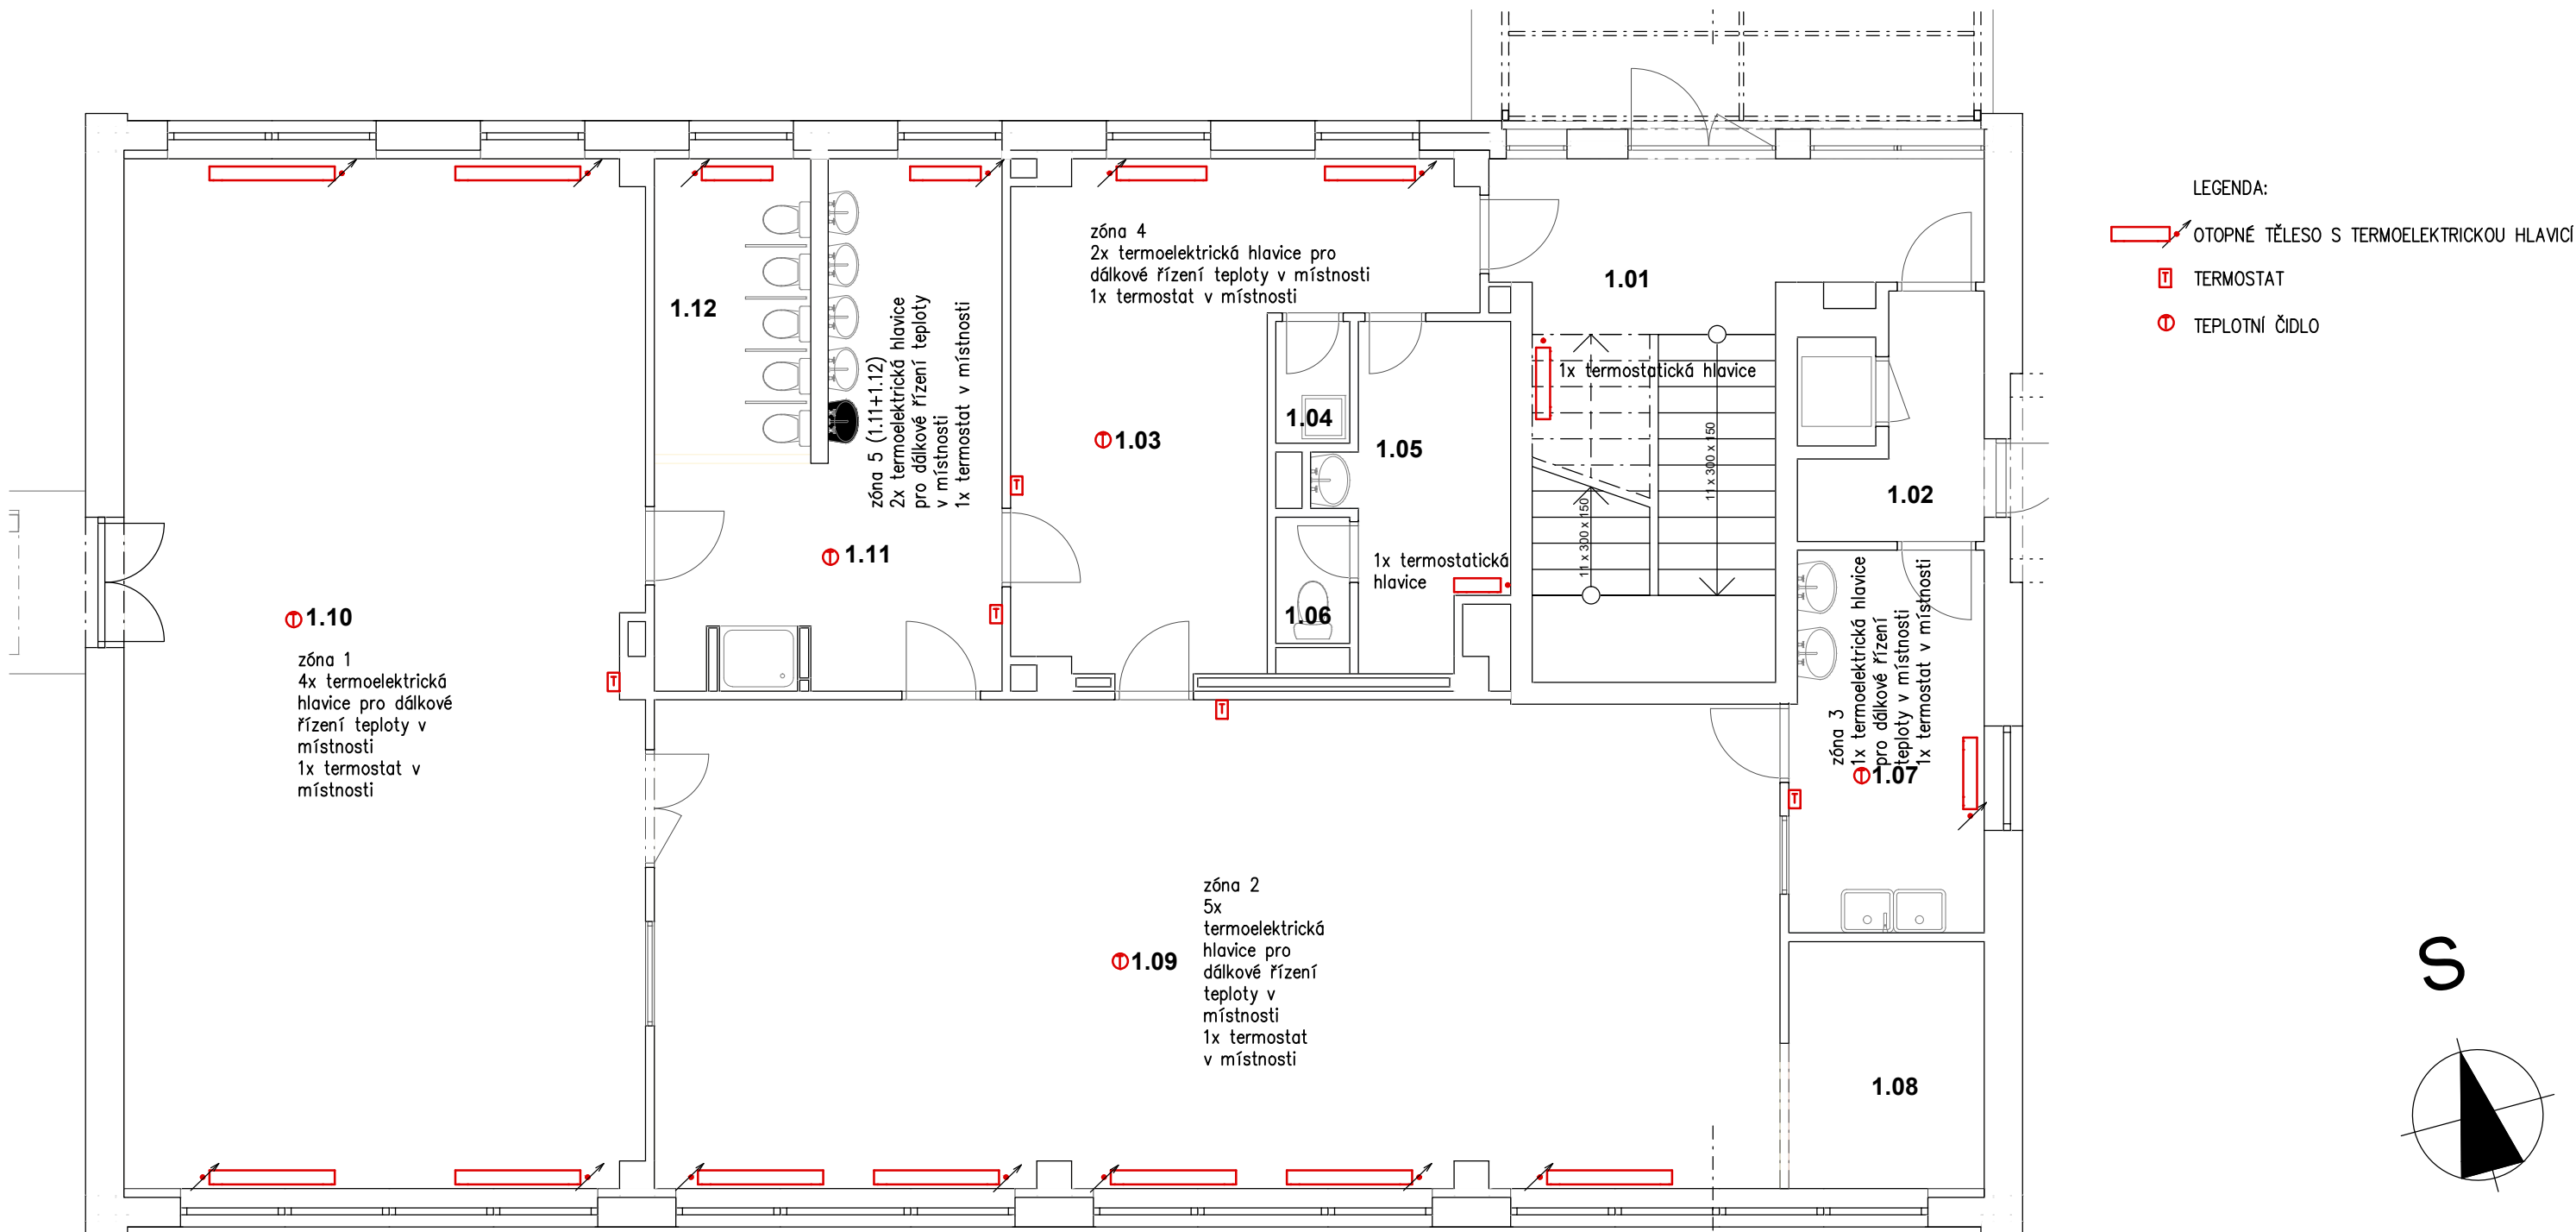 LEGENDA:
OTOPNÉ TĚLESO S TERMOELEKTRICKOU HLAVICÍ
T TERMOSTAT
T TEPLOTNÍ ČIDLO
zóna 4
2x termoelektrická hlavice pro
dálkové řízení teploty v místnosti
1x termostat v místnosti
1.01
1.12
zóna 5 (1.11+1.12)
2x termoelektrická hlavice
pro dálkové řízení teploty
v místnosti
1x termostat v místnosti
1x termostatická hlavice
1.04
T 1.03
1.05
T
11 x 300 x 150
11 x 300 x 150
1.02
T 1.11
1x termostatická
hlavice
1.06
T
T 1.10
zóna 1
4x termoelektrická
hlavice pro dálkové
řízení teploty v
místnosti
1x termostat v
místnosti
T
T
zóna 3
1x termoelektrická hlavice
pro dálkové řízení
teploty v místnosti
1x termostat v místnosti
T 1.07
T
zóna 2
5x
termoelektrická
hlavice pro
dálkové řízení
teploty v
místnosti
1x termostat
v místnosti
T 1.09
1.08
S